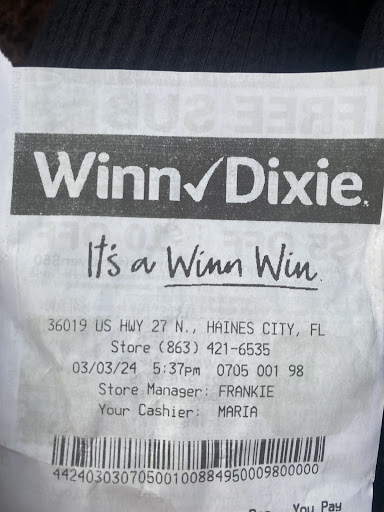 Winn✓Dixie.
It's a Winn Win.
36019 US HWY 27 N., HAINES CITY, FL
Store (863) 421-6535
03/03/24 5:37pm 0705 001 98
Store Manager: FRANKIE
Your Cashier: MARIA
44240303070500100884950009800000
You Pay